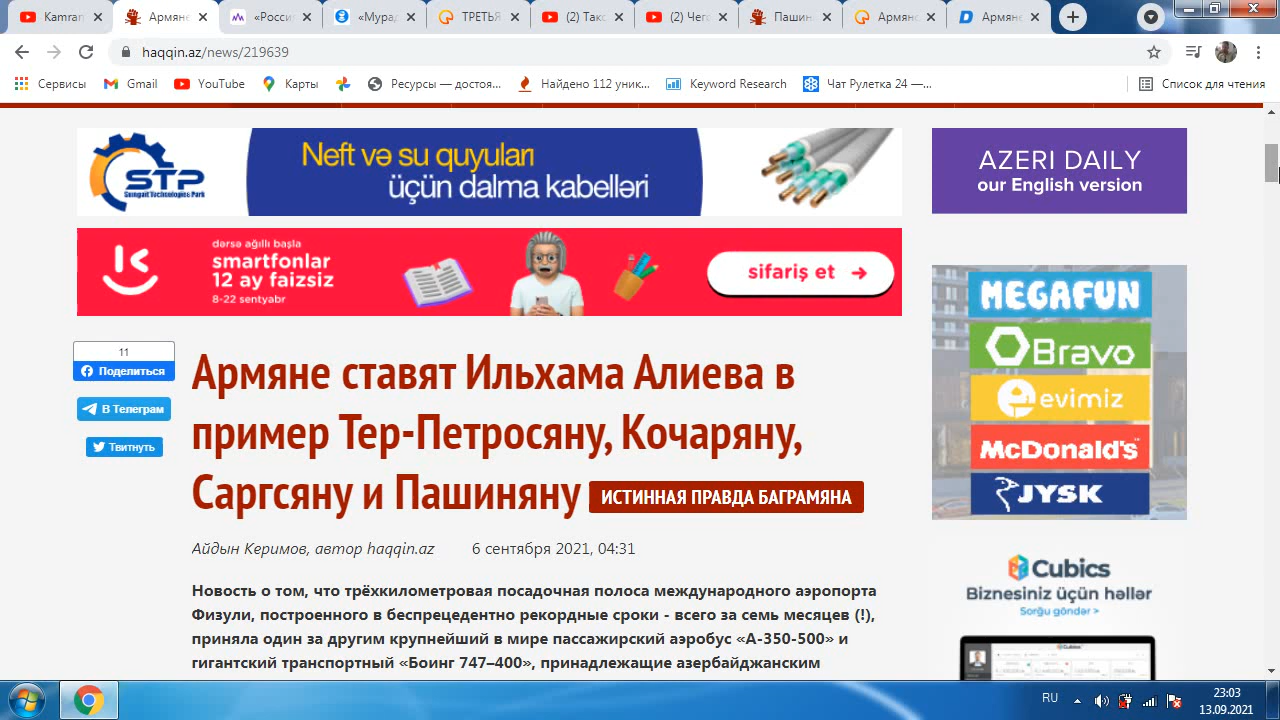 Kamran
Армяне
«Росси
«Мурад
ТРЕТЬЯ
(2) Такс
(2) Чего
Пашин
Армяно
Армяне
haqqin.az/news/219639
Сервисы
Gmail
YouTube
Карты
Ресурсы — достоя...
Найдено 112 уник...
Keyword Research
Чат Рулетка 24 —...
Список для чтения
STP
Sumgait Technologies Park
Neft və su quyuları
üçün dalma kabelləri
AZERI DAILY
our English version
dərsə ağıllı başla
smartfonlar
12 ay faizsiz
8-22 sentyabr
sifariş et →
MEGAFUN
Bravo
evimiz
McDonald's
JYSK
11
Поделиться
В Телеграм
Твитнуть
Армяне ставят Ильхама Алиева в
пример Тер-Петросяну, Кочаряну,
Саргсяну и Пашиняну ИСТИННАЯ ПРАВДА БАГРАМЯНА
Айдын Керимов, автор haqqin.az 6 сентября 2021, 04:31
Новость о том, что трёхкилометровая посадочная полоса международного аэропорта
Физули, построенного в беспрецедентно рекордные сроки - всего за семь месяцев (!),
приняла один за другим крупнейший в мире пассажирский аэробус «А-350-500» и
гигантский транспортный «Боинг 747–400», принадлежащие азербайджанским
Cubics
Biznesiniz üçün həllər
Sorğu göndər >
RU
23:03
13.09.2021